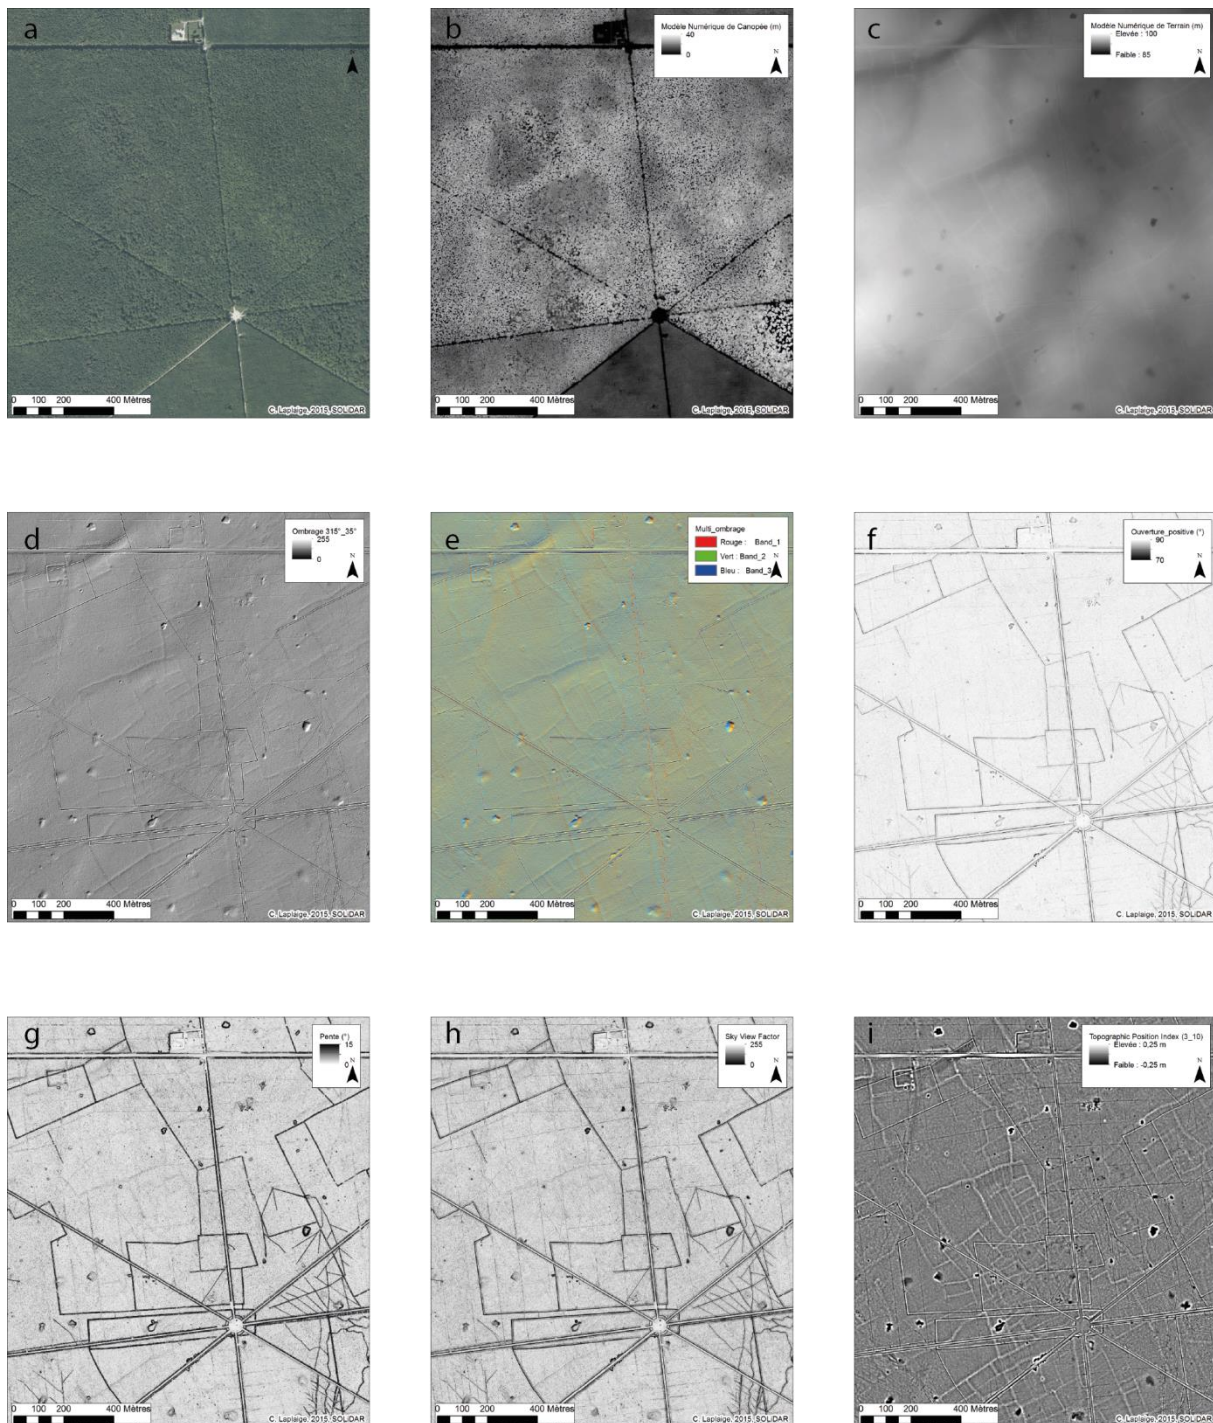 a
N
0 100 200 400 Mètres
C. Laplaige, 2015, SOLiDAR
b
Modèle Numérique de Canopée (m)
40
0
N
0 100 200 400 Mètres
C. Laplaige, 2015, SOLiDAR
c
Modèle Numérique de Terrain (m)
Elevée : 100
Faible : 85
N
0 100 200 400 Mètres
C. Laplaige, 2015, SOLiDAR
d
Ombrage 315°_35°
255
0
N
0 100 200 400 Mètres
C. Laplaige, 2015, SOLiDAR
e
Multi_ombrage
Rouge : Band_1
Vert : Band_2
Bleu : Band_3
N
0 100 200 400 Mètres
C. Laplaige, 2015, SOLiDAR
f
Ouverture_positive (°)
90
70
N
0 100 200 400 Mètres
C. Laplaige, 2015, SOLiDAR
g
Pente (°)
15
0
N
0 100 200 400 Mètres
C. Laplaige, 2015, SOLiDAR
h
Sky View Factor
255
0
N
0 100 200 400 Mètres
C. Laplaige, 2015, SOLiDAR
i
Topographic Position Index (3_10)
Elevée : 0,25 m
Faible : -0,25 m
N
0 100 200 400 Mètres
C. Laplaige, 2015, SOLiDAR